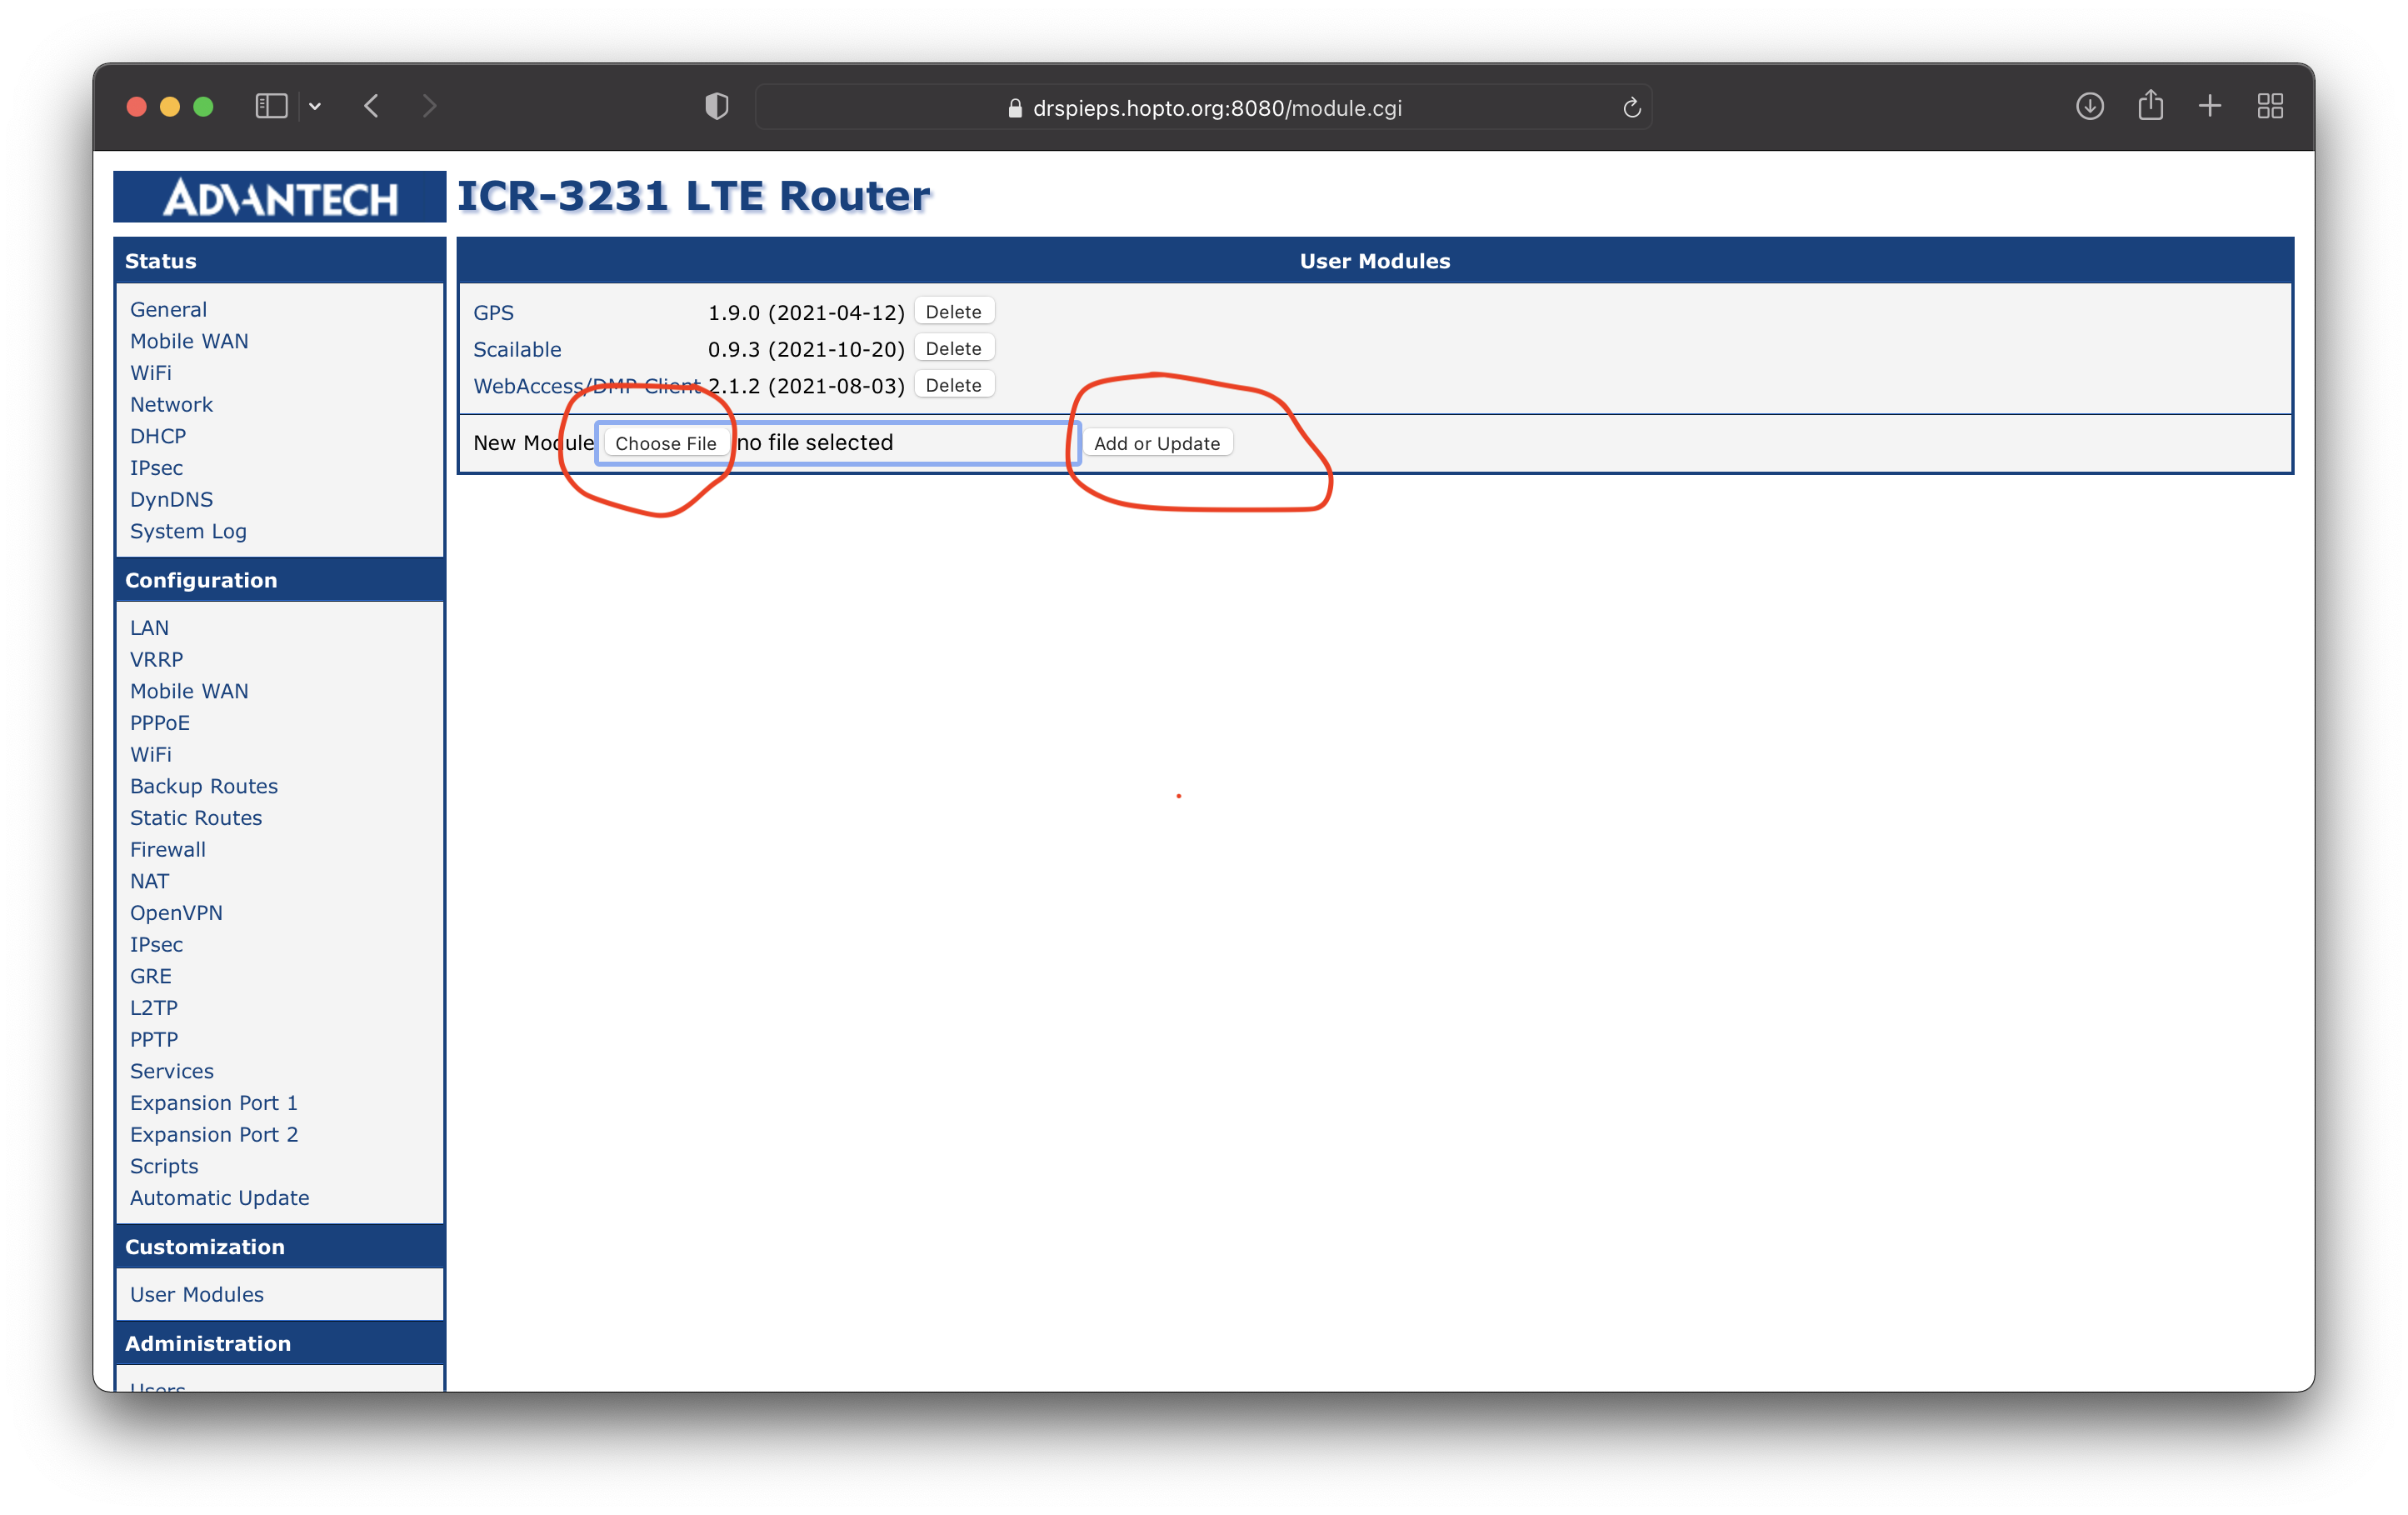 drspieps.hopto.org:8080/module.cgi
ADVANTECH
ICR-3231 LTE Router
Status
General
Mobile WAN
WiFi
Network
DHCP
IPsec
DynDNS
System Log
Configuration
LAN
VRRP
Mobile WAN
PPPoE
WiFi
Backup Routes
Static Routes
Firewall
NAT
OpenVPN
IPsec
GRE
L2TP
PPTP
Services
Expansion Port 1
Expansion Port 2
Scripts
Automatic Update
Customization
User Modules
Administration
Users
User Modules
GPS 1.9.0 (2021-04-12) Delete
Scailable 0.9.3 (2021-10-20) Delete
WebAccess/DMP Client 2.1.2 (2021-08-03) Delete
New Module Choose File no file selected Add or Update